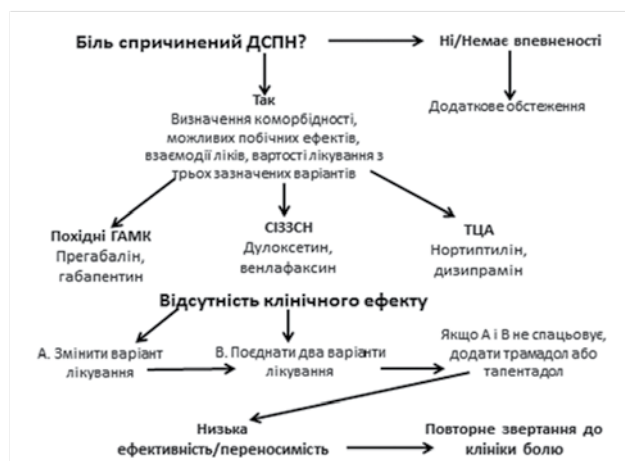 Біль спричинений ДСПН?
Ні/Немає впевненості
Додаткове обстеження
Так
Визначення коморбідності,
можливих побічних ефектів,
взаємодії ліків, вартості лікування з
трьох зазначених варіантів
Похідні ГАМК
Прегабалін,
габапентин
СІЗЗСН
Дулоксетин,
венлафаксин
ТЦА
Нортиптілін,
дизипрамін
Відсутність клінічного ефекту
А. Змінити варіант
лікування
В. Поєднати два варіанти
лікування
Якщо А і В не спацьовує,
додати трамадол або
тапентадол
Низька
ефективність/переносимість
Повторне звертання до
клініки болю